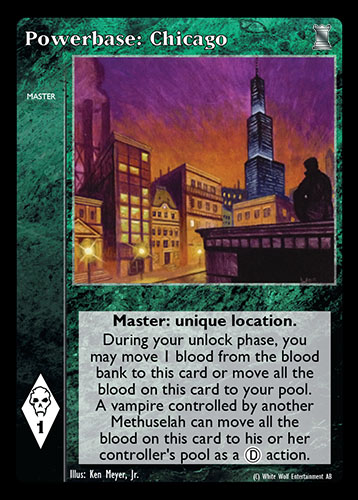 Powerbase: Chicago
MASTER
Master: unique location.
During your unlock phase, you
may move 1 blood from the blood
bank to this card or move all the
blood on this card to your pool.
A vampire controlled by another
Methuselah can move all the
blood on this card to his or her
controller's pool as a Ⓓ action.
1
Illus: Ken Meyer, Jr.
(C) White Wolf Entertainment AB